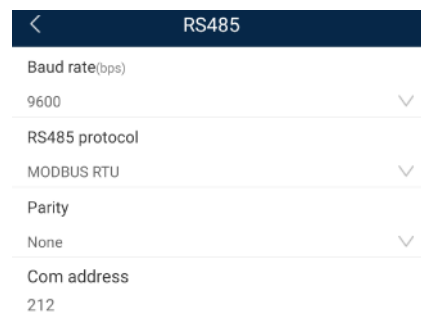 RS485
Baud rate(bps)
9600
RS485 protocol
MODBUS RTU
Parity
None
Com address
212